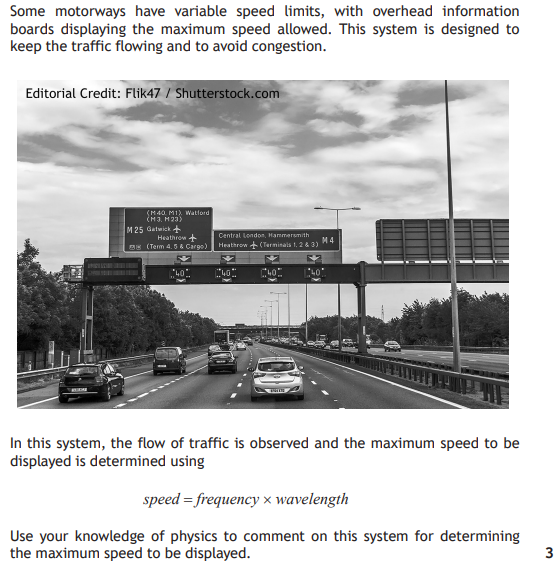 Some motorways have variable speed limits, with overhead information
boards displaying the maximum speed allowed. This system is designed to
keep the traffic flowing and to avoid congestion.
Editorial Credit: Flik47 / Shutterstock.com
(M40, M1), Watford
(M3, M23)
M25 Gatwick
Heathrow
(Term 4, 5 & Cargo)
Central London, Hammersmith
Heathrow (Terminals 1, 2 & 3) M4
40 40 40 40
In this system, the flow of traffic is observed and the maximum speed to be
displayed is determined using
speed = frequency × wavelength
Use your knowledge of physics to comment on this system for determining
the maximum speed to be displayed. 3